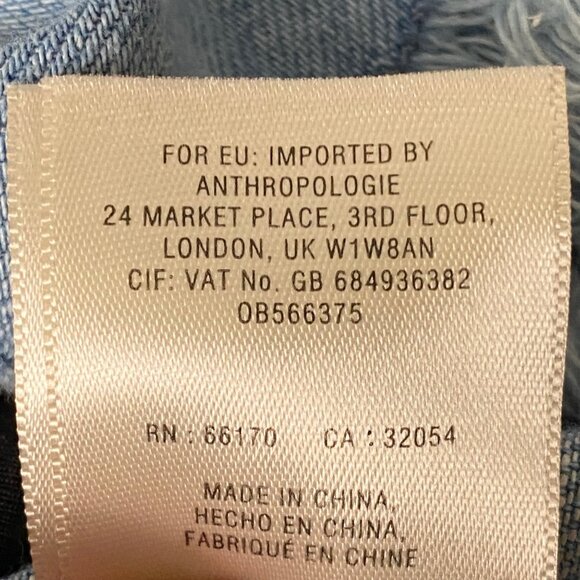 FOR EU: IMPORTED BY
ANTHROPOLOGIE
24 MARKET PLACE, 3RD FLOOR,
LONDON, UK W1W8AN
CIF: VAT No. GB 684936382
OB566375
RN : 66170 CA : 32054
MADE IN CHINA,
HECHO EN CHINA,
FABRIQUÉ EN CHINE